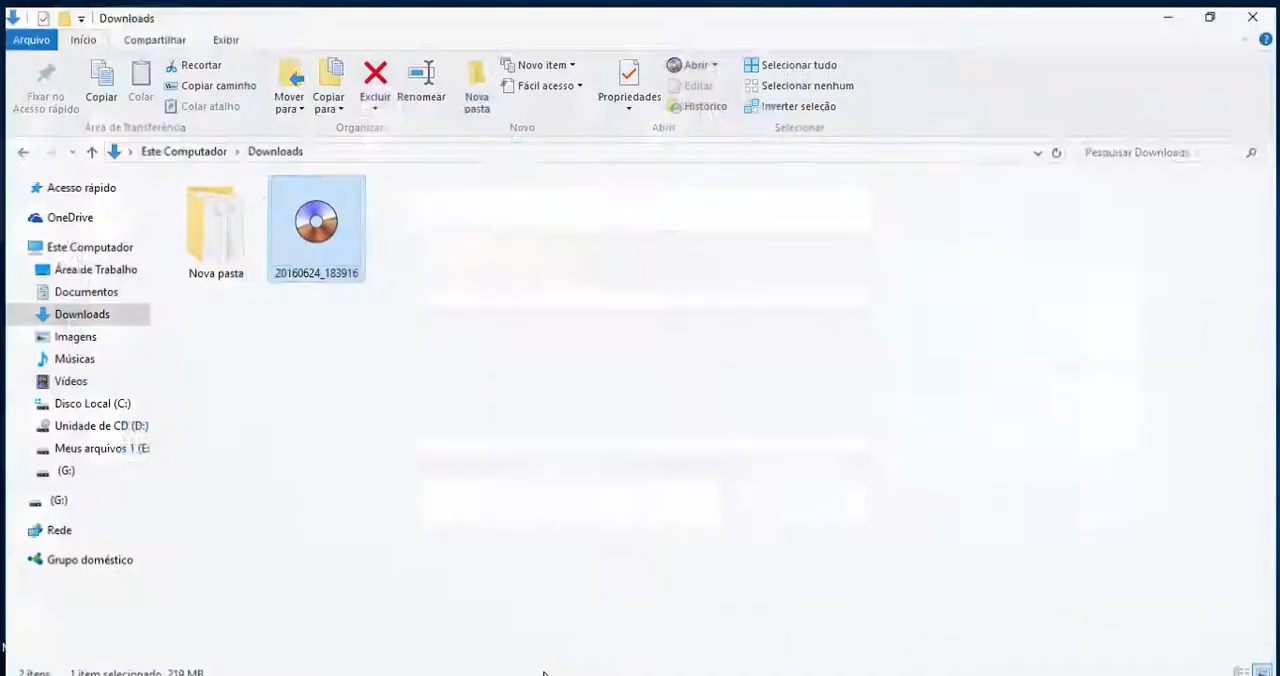 Downloads
Arquivo Início Compartilhar Exibir
Fixar no Acesso rápido
Copiar
Colar
Recortar
Copiar caminho
Colar atalho
Área de Transferência
Mover para
Copiar para
Excluir
Renomear
Organizar
Nova pasta
Novo item
Fácil acesso
Novo
Propriedades
Abrir
Editar
Histórico
Abrir
Selecionar tudo
Selecionar nenhum
Inverter seleção
Selecionar
Este Computador > Downloads
Pesquisar Downloads
Acesso rápido
OneDrive
Este Computador
Área de Trabalho
Documentos
Downloads
Imagens
Músicas
Vídeos
Disco Local (C:)
Unidade de CD (D:)
Meus arquivos 1 (E:
(G:)
(G:)
Rede
Grupo doméstico
Nova pasta
20160624_183916
2 itens 1 item selecionado 219 MB